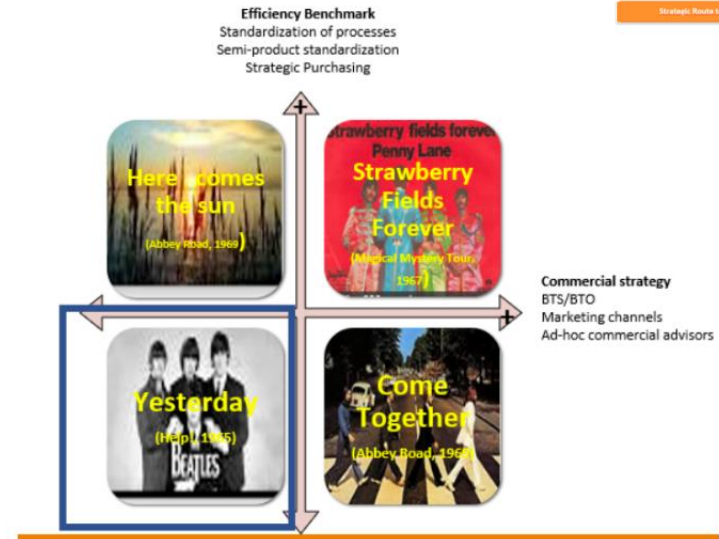 Strategic Route to
Efficiency Benchmark
Standardization of processes
Semi-product standardization
Strategic Purchasing
+
Here comes
the sun
(Abbey Road, 1969)
Strawberry fields forever
Penny Lane
Strawberry
Fields
Forever
(Magical Mystery Tour,
1967)
Commercial strategy
BTS/BTO
Marketing channels
Ad-hoc commercial advisors
+
Yesterday
(Help!, 1965)
BEATLES
Come
Together
(Abbey Road, 1969)